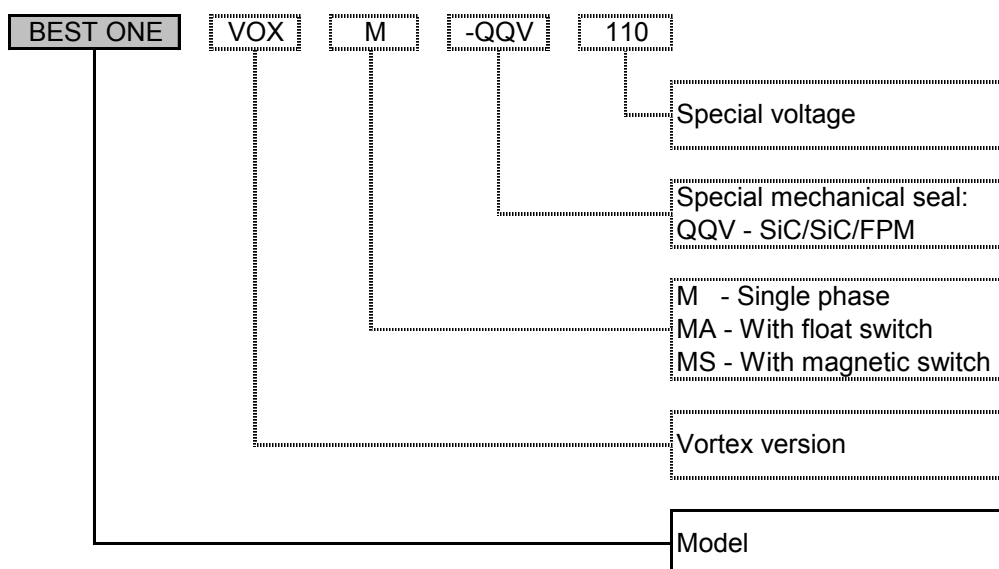 BEST ONE VOX M -QQV 110
Special voltage
Special mechanical seal:
QQV - SiC/SiC/FPM
M - Single phase
MA - With float switch
MS - With magnetic switch
Vortex version
Model